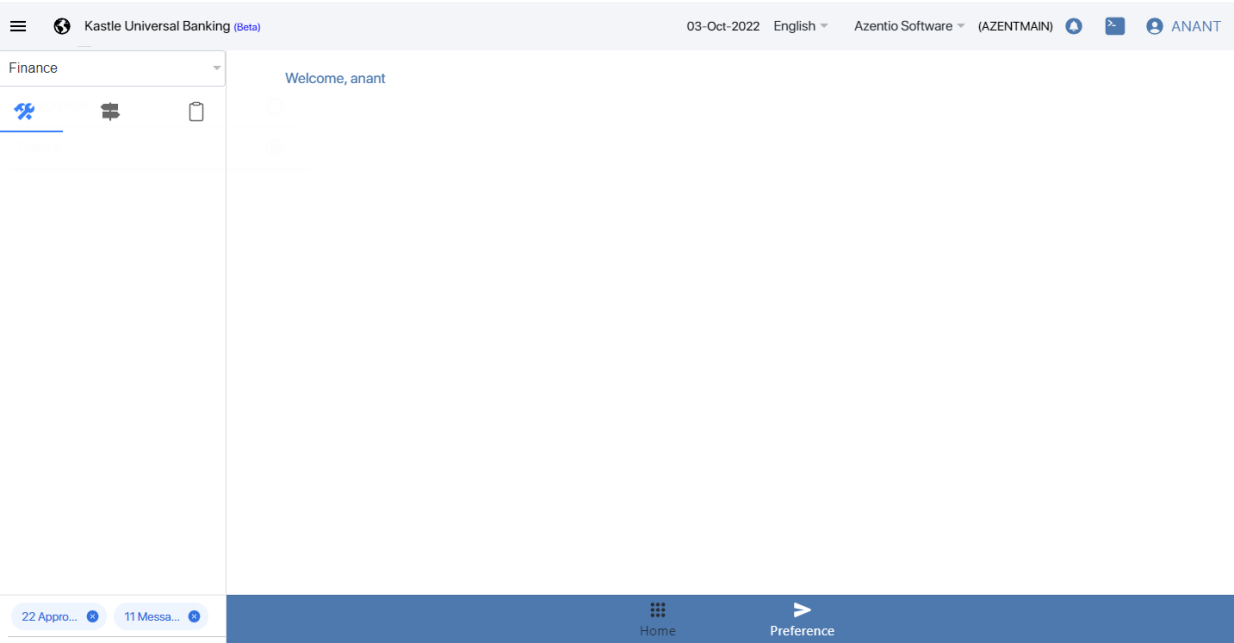 Kastle Universal Banking (Beta) 03-Oct-2022 English Azentio Software (AZENTMAIN) ANANT
Finance
Welcome, anant
22 Appro... 11 Messa...
Home Preference